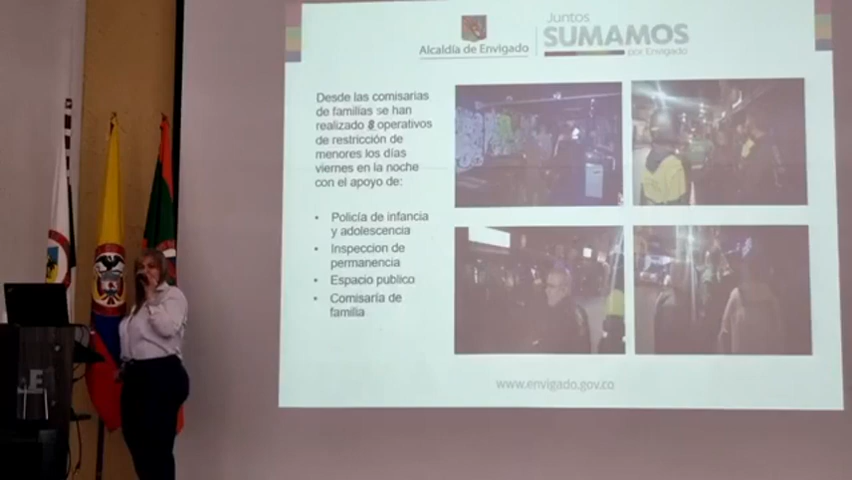 Alcaldía de Envigado
Juntos
SUMAMOS
por Envigado
Desde las comisarias
de familias se han
realizado 8 operativos
de restricción de
menores los días
viernes en la noche
con el apoyo de:
• Policía de infancia
y adolescencia
• Inspeccion de
permanencia
• Espacio publico
• Comisaría de
familia
www.envigado.gov.co